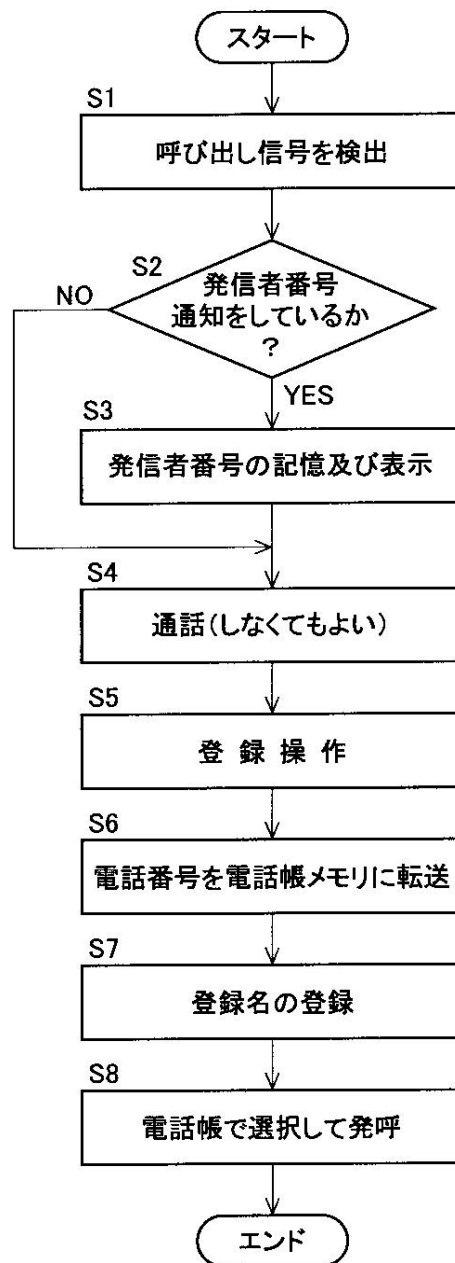 スタート
S1
呼び出し信号を検出
S2
発信者番号
通知をしているか
?
NO
YES
S3
発信者番号の記憶及び表示
S4
通話(しなくてもよい)
S5
登 録 操 作
S6
電話番号を電話帳メモリに転送
S7
登録名の登録
S8
電話帳で選択して発呼
エンド